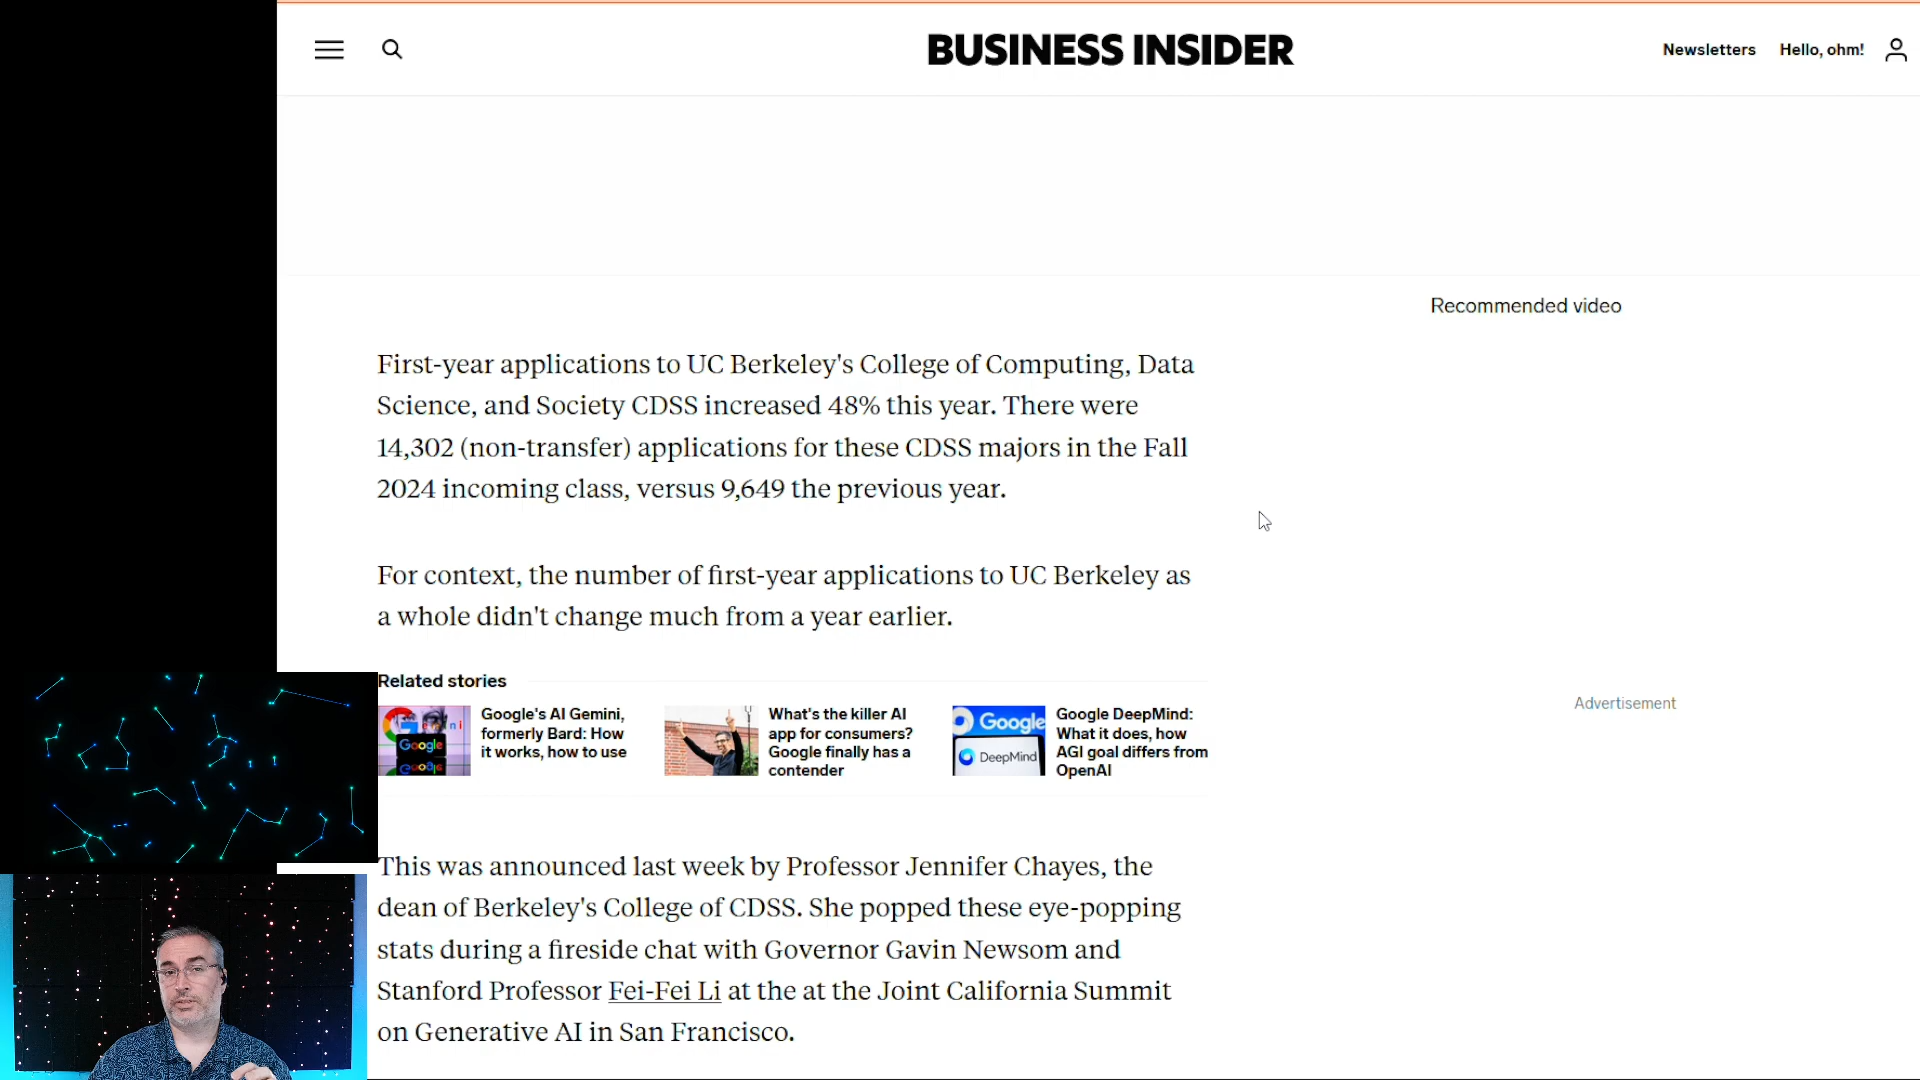 BUSINESS INSIDER
Newsletters
Hello, ohm!
Recommended video
First-year applications to UC Berkeley's College of Computing, Data
Science, and Society CDSS increased 48% this year. There were
14,302 (non-transfer) applications for these CDSS majors in the Fall
2024 incoming class, versus 9,649 the previous year.
For context, the number of first-year applications to UC Berkeley as
a whole didn't change much from a year earlier.
Related stories
Google
Google
Google's AI Gemini,
formerly Bard: How
it works, how to use
What's the killer AI
app for consumers?
Google finally has a
contender
Google
DeepMind
Google DeepMind:
What it does, how
AGI goal differs from
OpenAI
Advertisement
This was announced last week by Professor Jennifer Chayes, the
dean of Berkeley's College of CDSS. She popped these eye-popping
stats during a fireside chat with Governor Gavin Newsom and
Stanford Professor Fei-Fei Li at the at the Joint California Summit
on Generative AI in San Francisco.